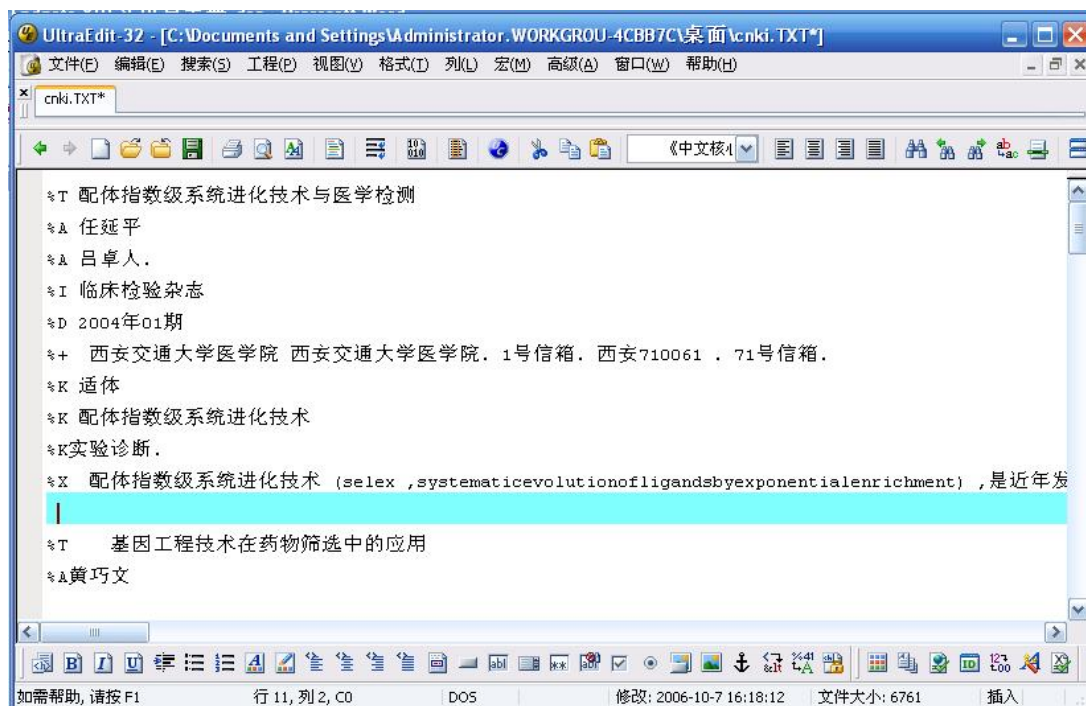 UltraEdit-32 - [C:\Documents and Settings\Administrator.WORKGROU-4CBB7C\桌面\cnki.TXT*]
文件(F) 编辑(E) 搜索(S) 工程(P) 视图(V) 格式(T) 列(L) 宏(M) 高级(A) 窗口(W) 帮助(H)
cnki.TXT*
《中文核
%T 配体指数级系统进化技术与医学检测
%A 任延平
%A 吕卓人.
%I 临床检验杂志
%D 2004年01期
%+ 西安交通大学医学院 西安交通大学医学院. 1号信箱. 西安710061 . 71号信箱.
%K 适体
%K 配体指数级系统进化技术
%K实验诊断.
%X 配体指数级系统进化技术 (selex ,systematicevolutionofligandsbyexponentialenrichment) ,是近年发
%T 基因工程技术在药物筛选中的应用
%A黄巧文
如需帮助, 请按 F1 行 11, 列 2, C0 DOS 修改: 2006-10-7 16:18:12 文件大小: 6761 插入